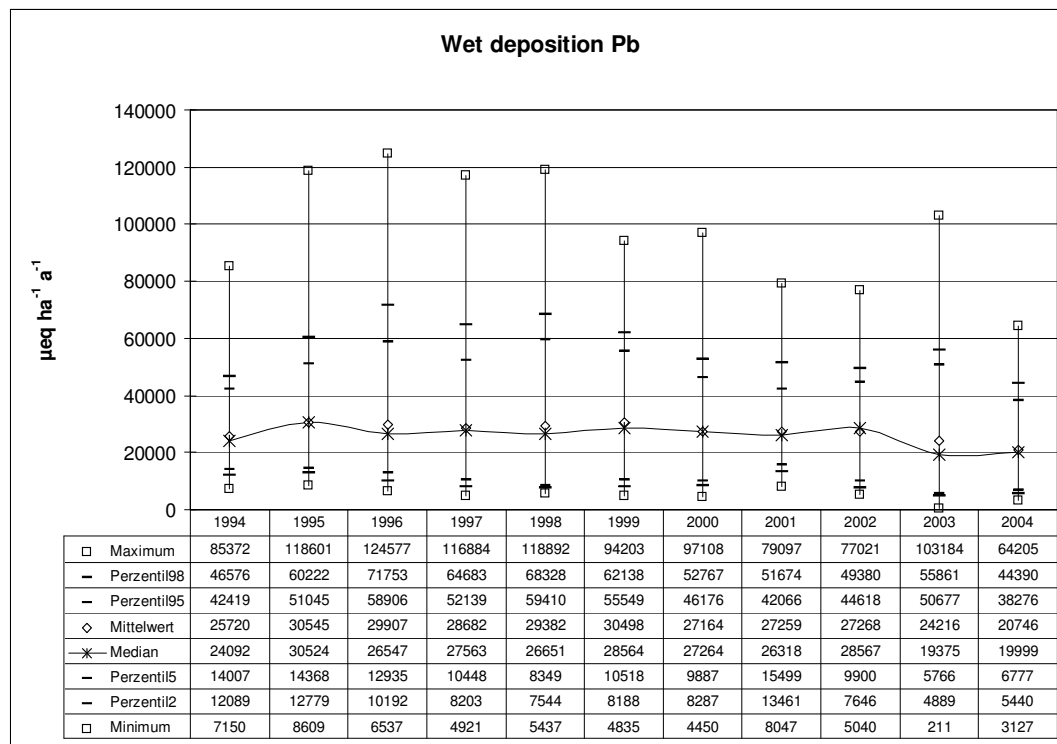 Wet deposition Pb
140000
120000
100000
80000
60000
40000
20000
0
µeq ha⁻¹ a⁻¹
1994 1995 1996 1997 1998 1999 2000 2001 2002 2003 2004
Maximum 85372 118601 124577 116884 118892 94203 97108 79097 77021 103184 64205
Perzentil98 46576 60222 71753 64683 68328 62138 52767 51674 49380 55861 44390
Perzentil95 42419 51045 58906 52139 59410 55549 46176 42066 44618 50677 38276
Mittelwert 25720 30545 29907 28682 29382 30498 27164 27259 27268 24216 20746
Median 24092 30524 26547 27563 26651 28564 27264 26318 28567 19375 19999
Perzentil5 14007 14368 12935 10448 8349 10518 9887 15499 9900 5766 6777
Perzentil2 12089 12779 10192 8203 7544 8188 8287 13461 7646 4889 5440
Minimum 7150 8609 6537 4921 5437 4835 4450 8047 5040 211 3127